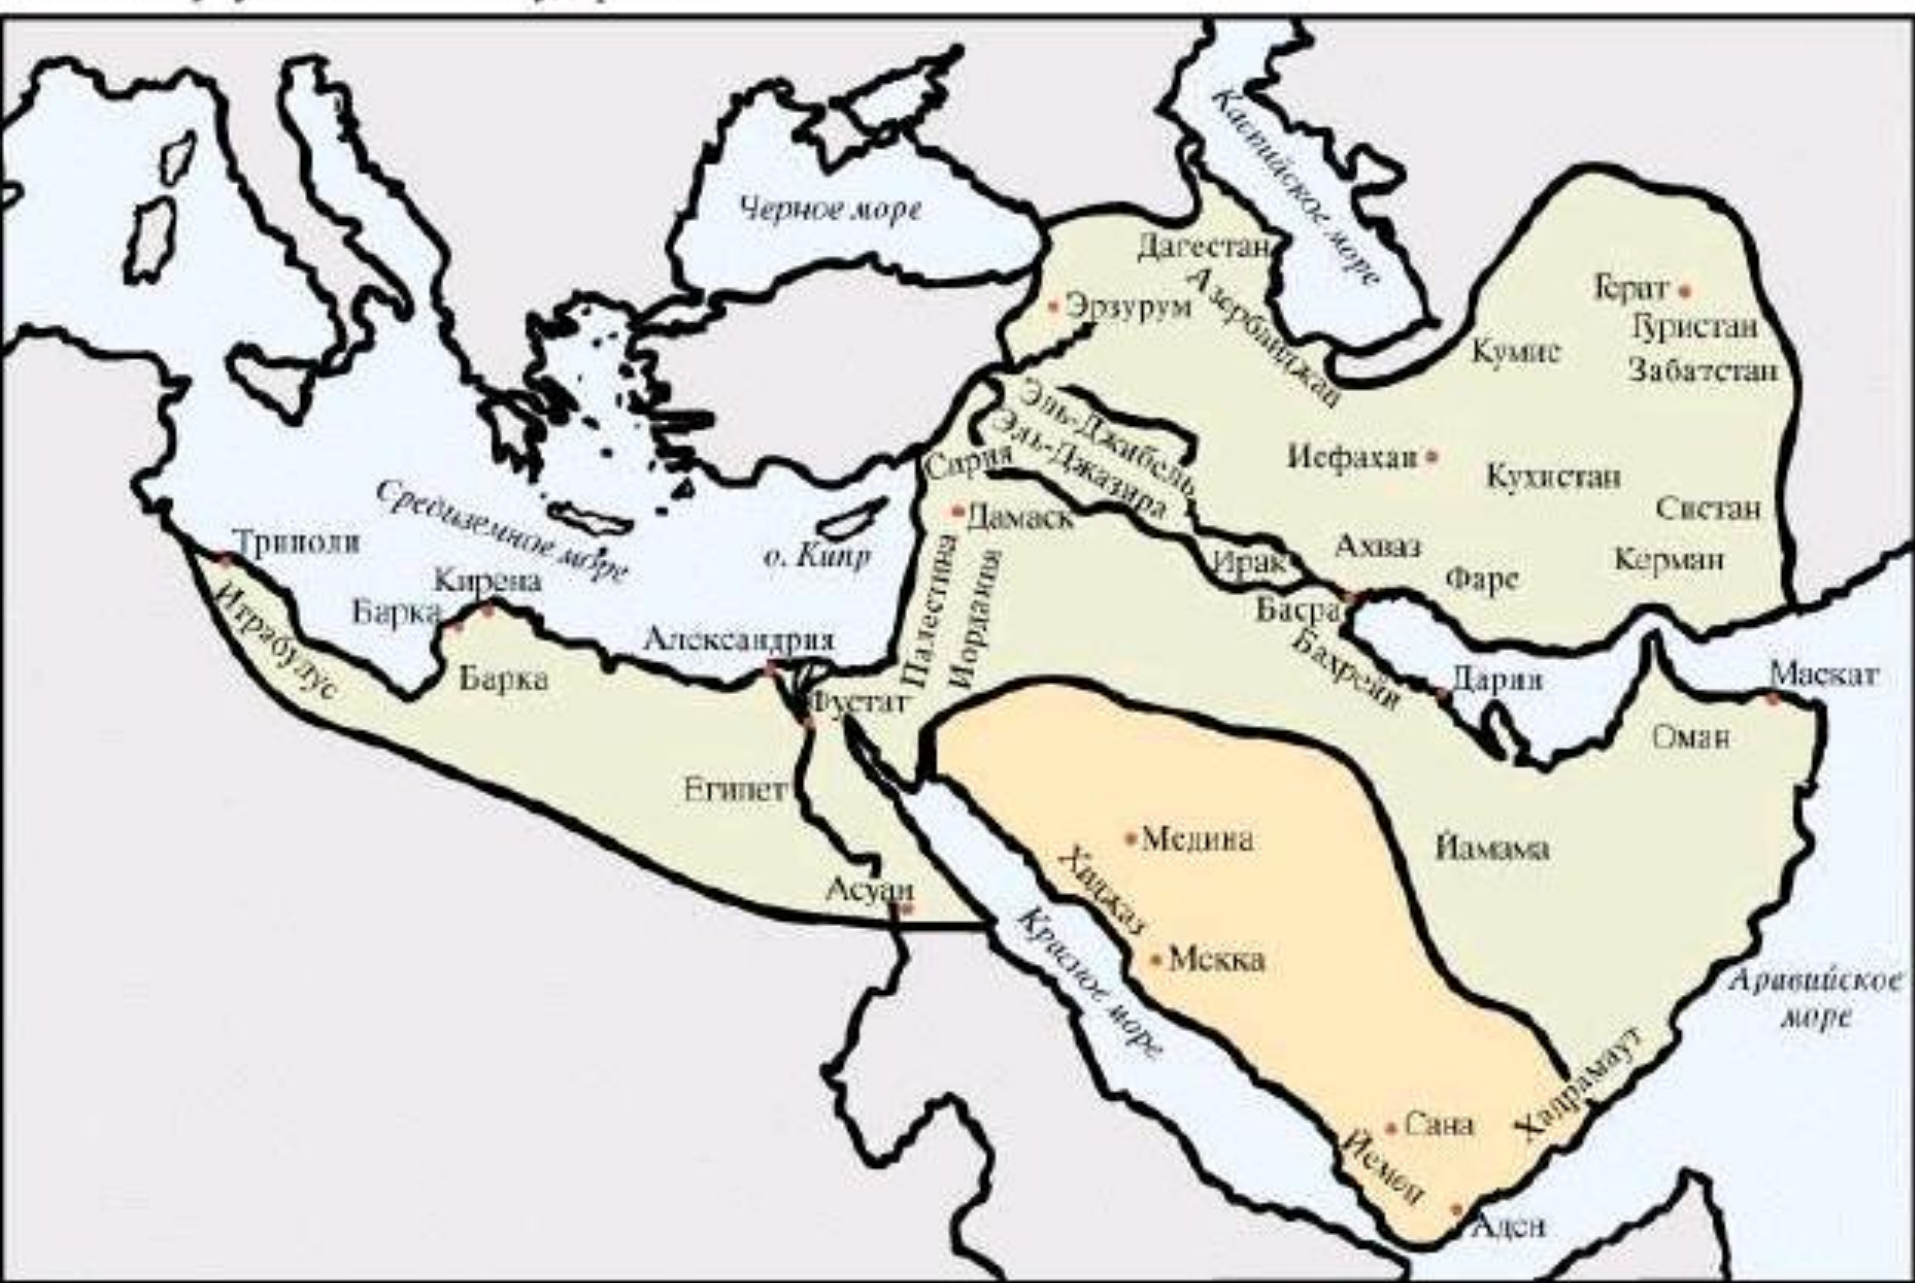 Каспийское море
Черное море
Дагестан
Азербайджан
Эрзурум
Герат
Гуристан
Забатстан
Кумис
Эль-Джибель
Эль-Джазира
Сирия
Исфахан
Кухистан
Систан
Дамаск
Средиземное море
о. Кипр
Триполи
Кирена
Барка
Итрабулус
Барка
Александрия
Фустат
Палестина
Иордания
Ирак
Ахваз
Фарс
Керман
Басра
Бахрейн
Дарин
Маскат
Оман
Египет
Асуан
Медина
Хиджаз
Мекка
Йамама
Красное море
Аравийское
море
Хапрамаут
Сана
Йемен
Аден